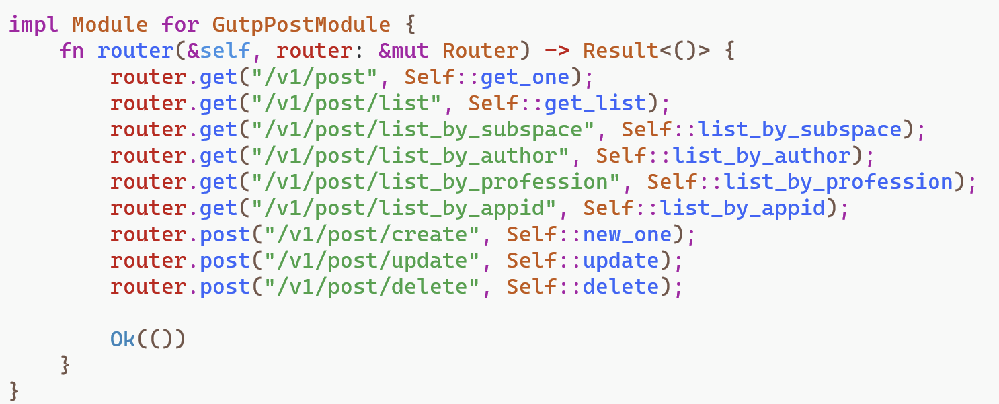 impl Module for GutpPostModule {
    fn router(&self, router: &mut Router) -> Result<()> {
        router.get("/v1/post", Self::get_one);
        router.get("/v1/post/list", Self::get_list);
        router.get("/v1/post/list_by_subspace", Self::list_by_subspace);
        router.get("/v1/post/list_by_author", Self::list_by_author);
        router.get("/v1/post/list_by_profession", Self::list_by_profession);
        router.get("/v1/post/list_by_appid", Self::list_by_appid);
        router.post("/v1/post/create", Self::new_one);
        router.post("/v1/post/update", Self::update);
        router.post("/v1/post/delete", Self::delete);

        Ok(())
    }
}